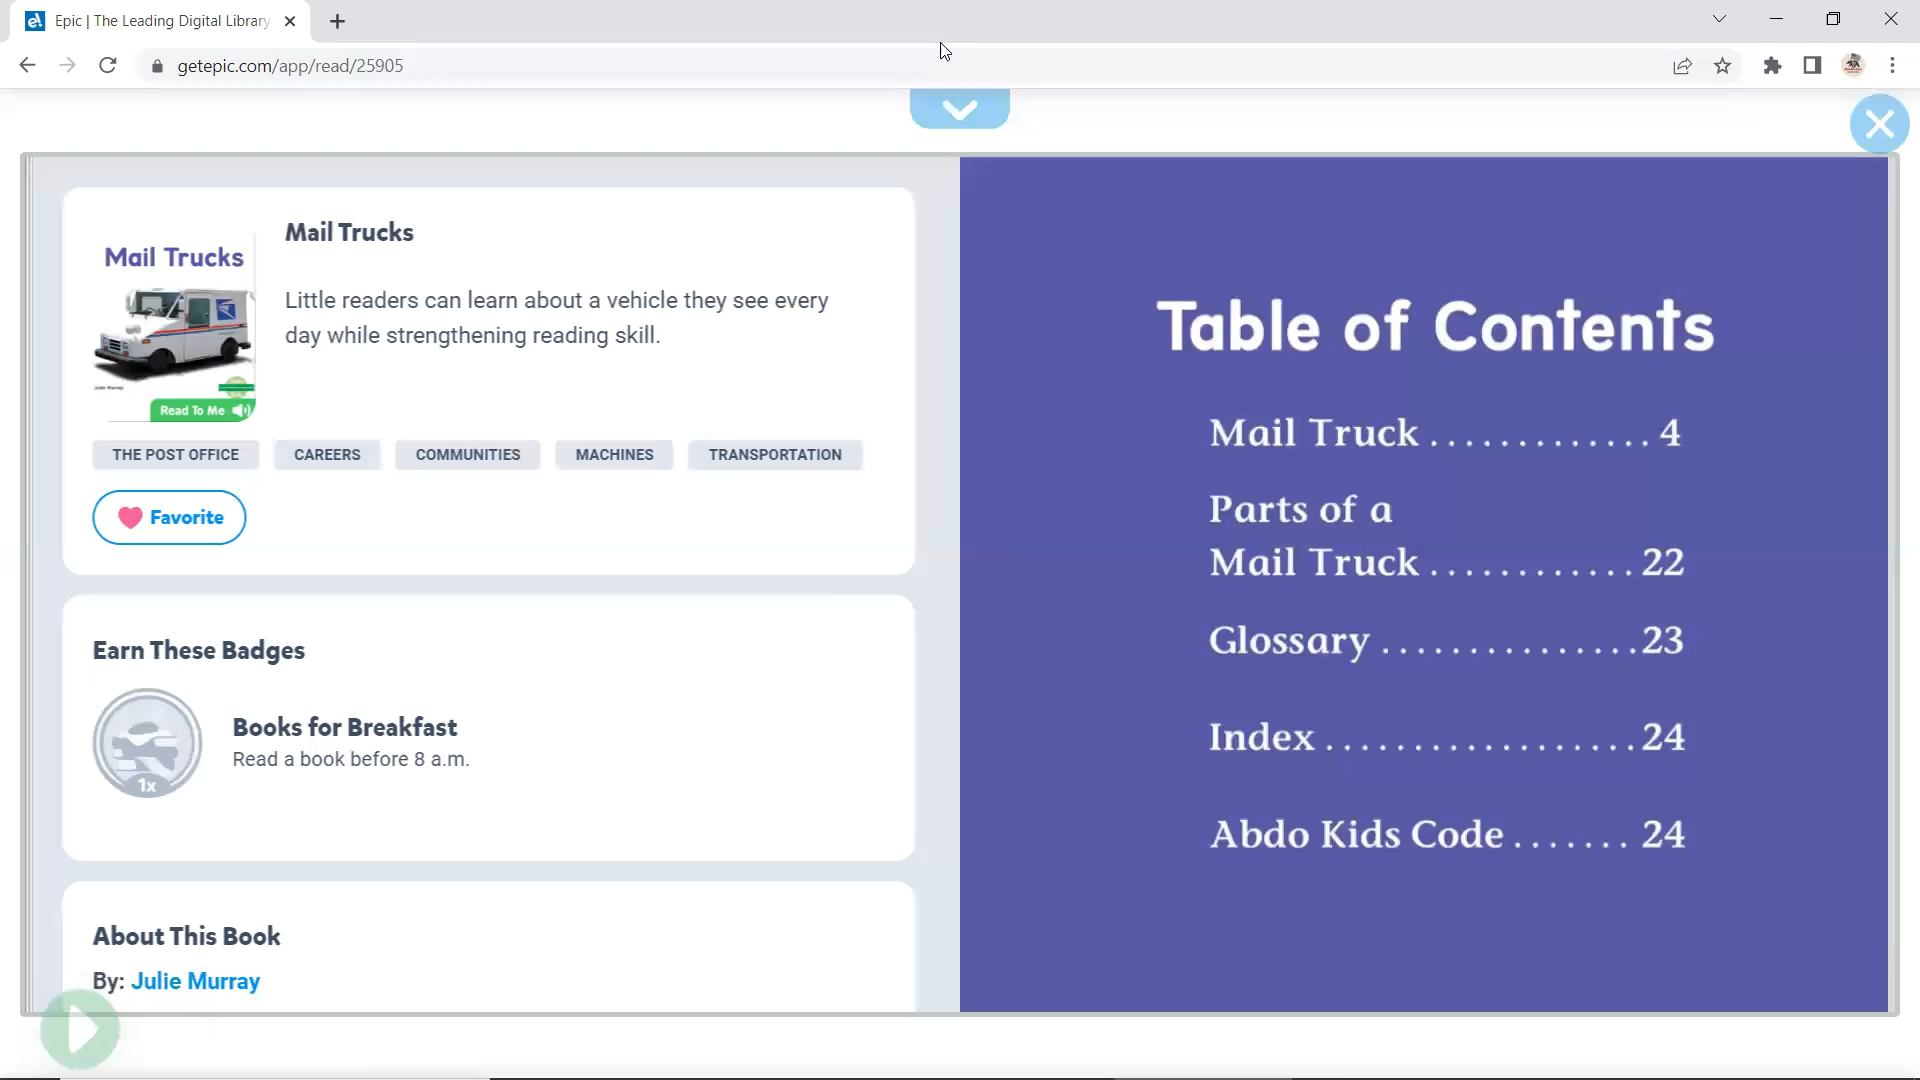 Epic | The Leading Digital Library
getepic.com/app/read/25905
Mail Trucks
Read To Me
Mail Trucks
Little readers can learn about a vehicle they see every
day while strengthening reading skill.
THE POST OFFICE
CAREERS
COMMUNITIES
MACHINES
TRANSPORTATION
Favorite
Earn These Badges
1x
Books for Breakfast
Read a book before 8 a.m.
About This Book
By: Julie Murray
Table of Contents
Mail Truck ............. 4
Parts of a
Mail Truck ............ 22
Glossary ............... 23
Index .................. 24
Abdo Kids Code ....... 24